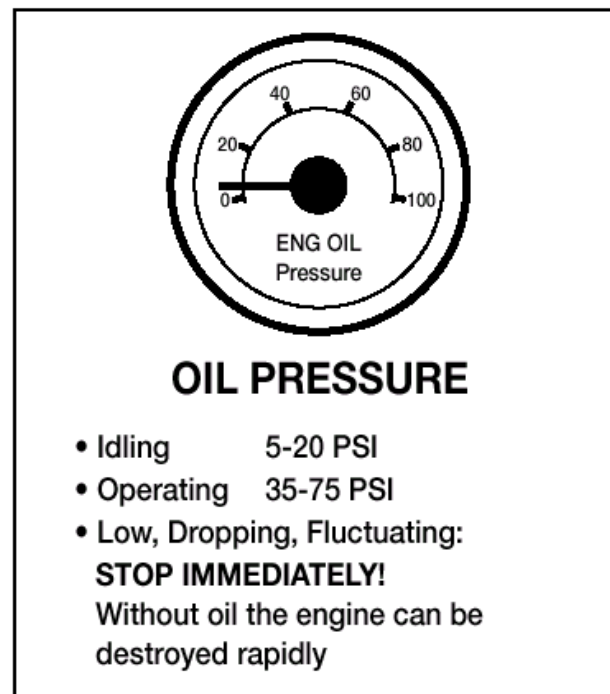 40 60
20 80
0 100
ENG OIL
Pressure
OIL PRESSURE
• Idling 5-20 PSI
• Operating 35-75 PSI
• Low, Dropping, Fluctuating:
STOP IMMEDIATELY!
Without oil the engine can be
destroyed rapidly